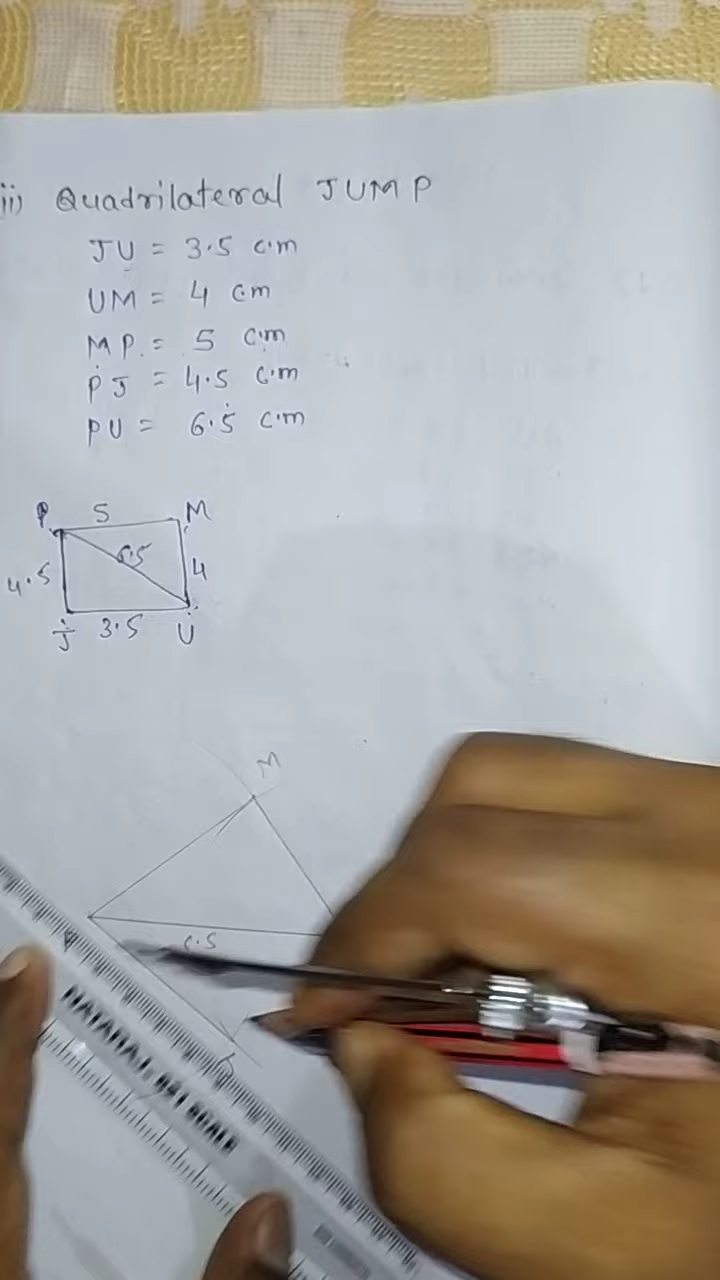 ii) Quadrilateral JUMP
JU = 3.5 cm
UM = 4 cm
MP = 5 cm
PJ = 4.5 cm
PU = 6.5 cm
P 5 M
4.5 6.5 4
J 3.5 U
M
6.5